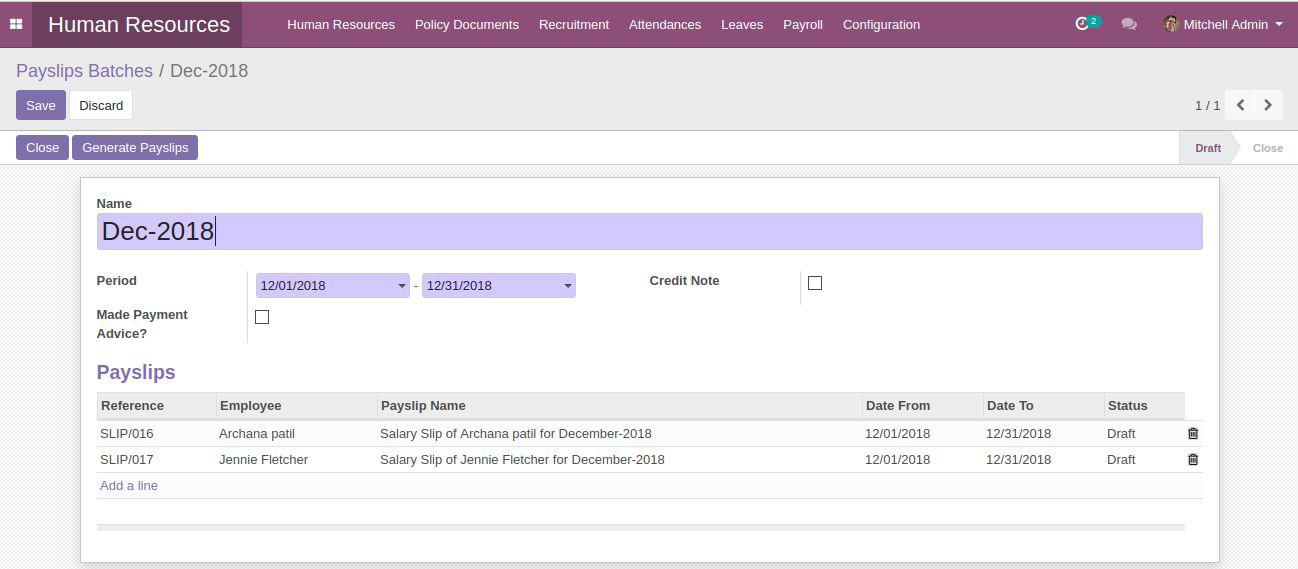 Human Resources Human Resources Policy Documents Recruitment Attendances Leaves Payroll Configuration 2 Mitchell Admin
Payslips Batches / Dec-2018
Save Discard 1 / 1
Close Generate Payslips Draft Close
Name
Dec-2018
Period 12/01/2018 - 12/31/2018 Credit Note
Made Payment
Advice?
Payslips
Reference Employee Payslip Name Date From Date To Status
SLIP/016 Archana patil Salary Slip of Archana patil for December-2018 12/01/2018 12/31/2018 Draft
SLIP/017 Jennie Fletcher Salary Slip of Jennie Fletcher for December-2018 12/01/2018 12/31/2018 Draft
Add a line